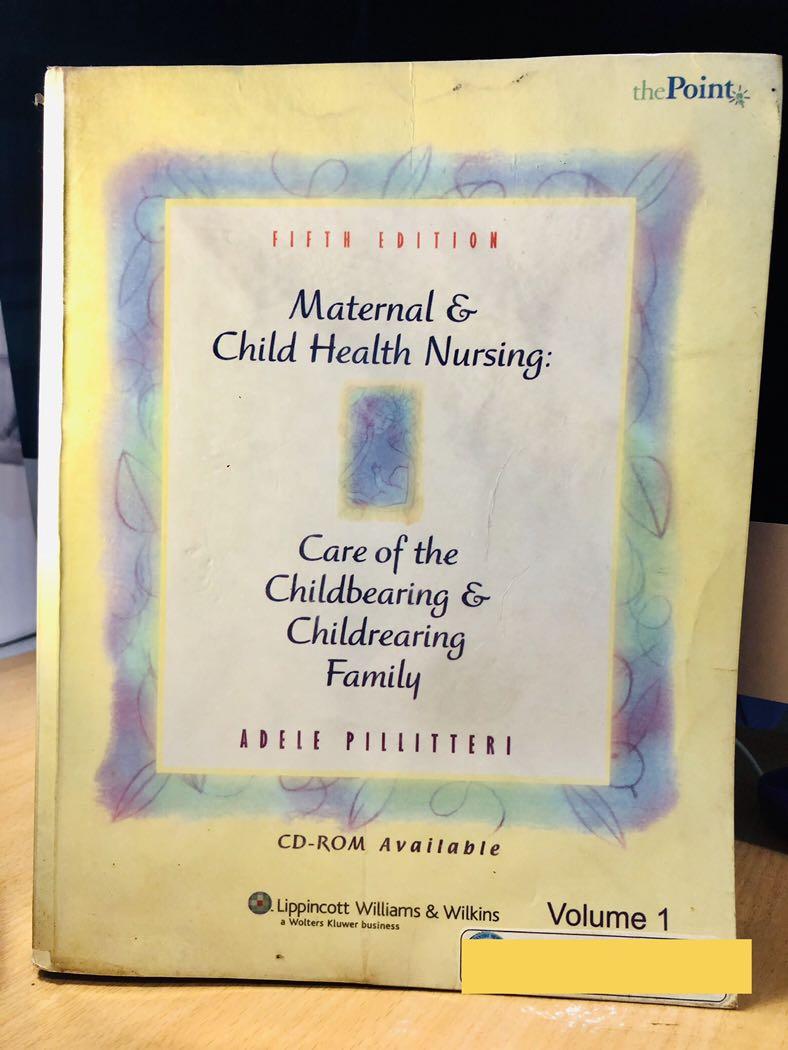 thePoint
FIFTH EDITION
Maternal &
Child Health Nursing:
Care of the
Childbearing &
Childrearing
Family
ADELE PILLITTERI
CD-ROM Available
Lippincott Williams & Wilkins
a Wolters Kluwer business
Volume 1